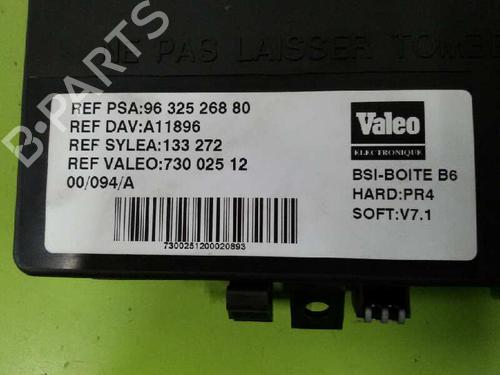 NE PAS LAISSER TOMBE
REF PSA:96 325 268 80
REF DAV:A11896
REF SYLEA:133 272
REF VALEO:730 025 12
00/094/A
7300251200020893
Valeo
ELECTRONIQUE
BSI-BOITE B6
HARD:PR4
SOFT:V7.1
B-PARTS